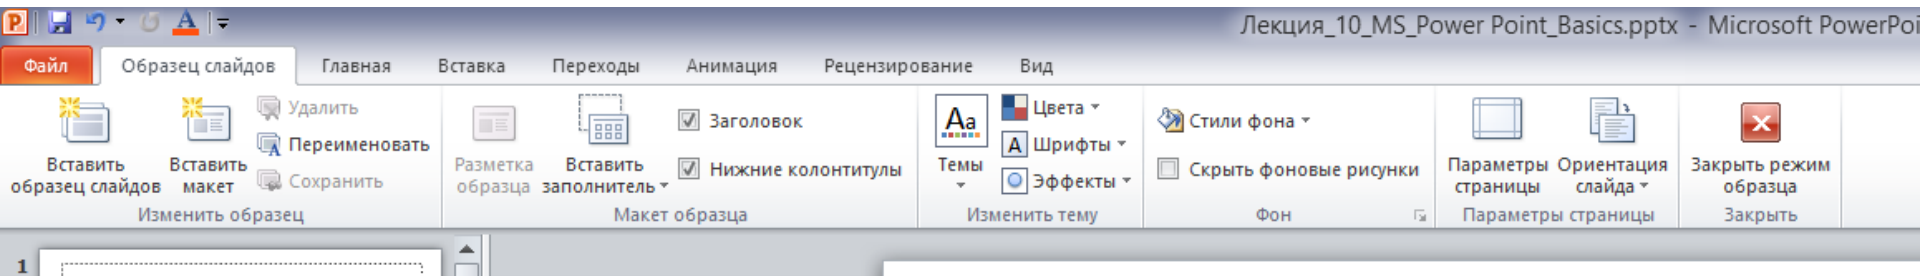 Лекция_10_MS_Power Point_Basics.pptx - Microsoft PowerPoi
Файл Образец слайдов Главная Вставка Переходы Анимация Рецензирование Вид
Вставить образец слайдов
Вставить макет
Удалить
Переименовать
Сохранить
Изменить образец
Разметка образца
Вставить заполнитель
Заголовок
Нижние колонтитулы
Макет образца
Aa
Темы
Цвета
A Шрифты
Эффекты
Изменить тему
Стили фона
Скрыть фоновые рисунки
Фон
Параметры страницы
Ориентация слайда
Параметры страницы
Закрыть режим образца
Закрыть
1